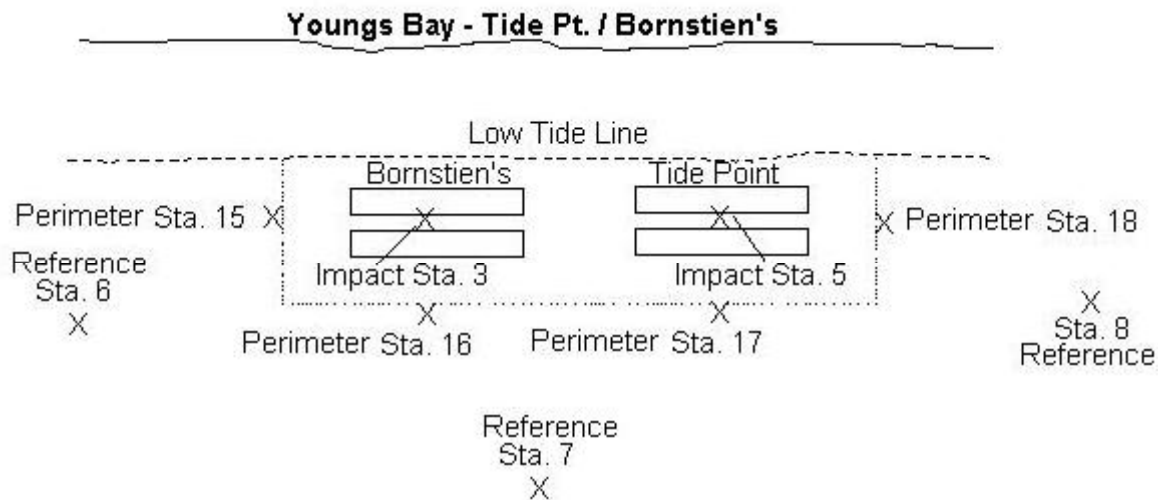 Youngs Bay - Tide Pt. / Bornstien's
Low Tide Line
Bornstien's
Tide Point
Perimeter Sta. 15
Perimeter Sta. 18
Reference
Sta. 6
Impact Sta. 3
Impact Sta. 5
Perimeter Sta. 16
Perimeter Sta. 17
Sta. 8
Reference
Reference
Sta. 7